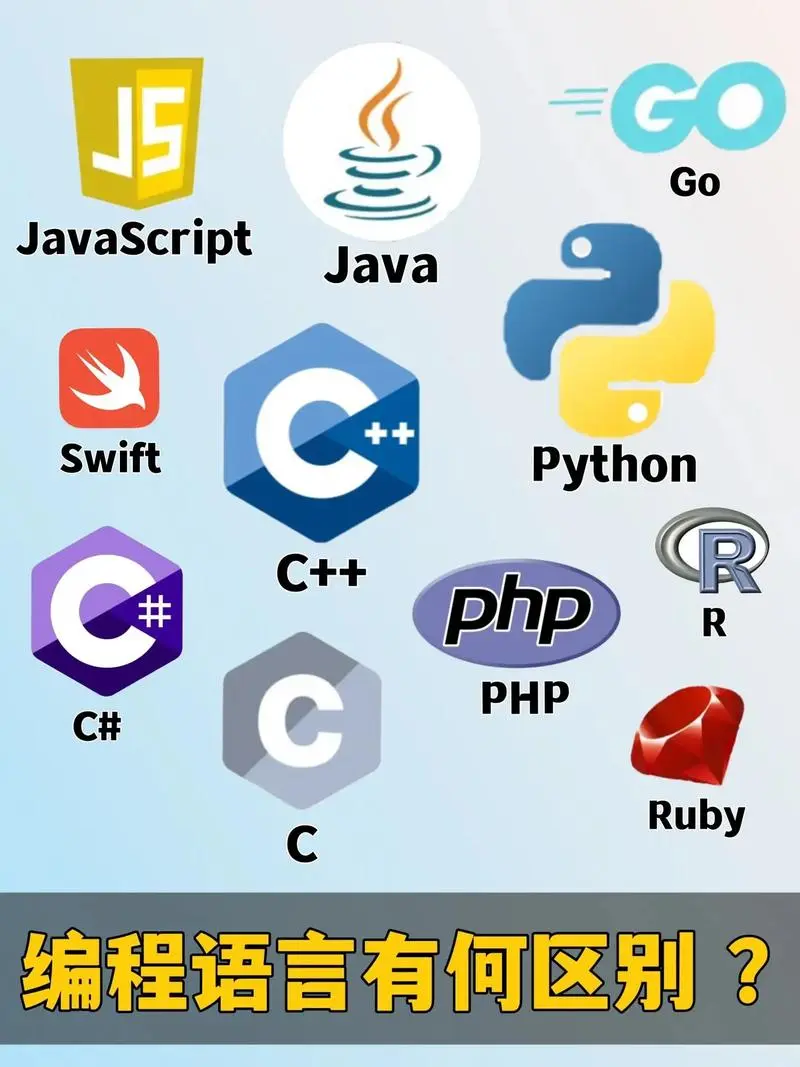 JS
GO
Go
JavaScript
Java
Swift
C++
Python
C++
C#
php
R
R
C#
C
PHP
Ruby
C
编程语言有何区别？